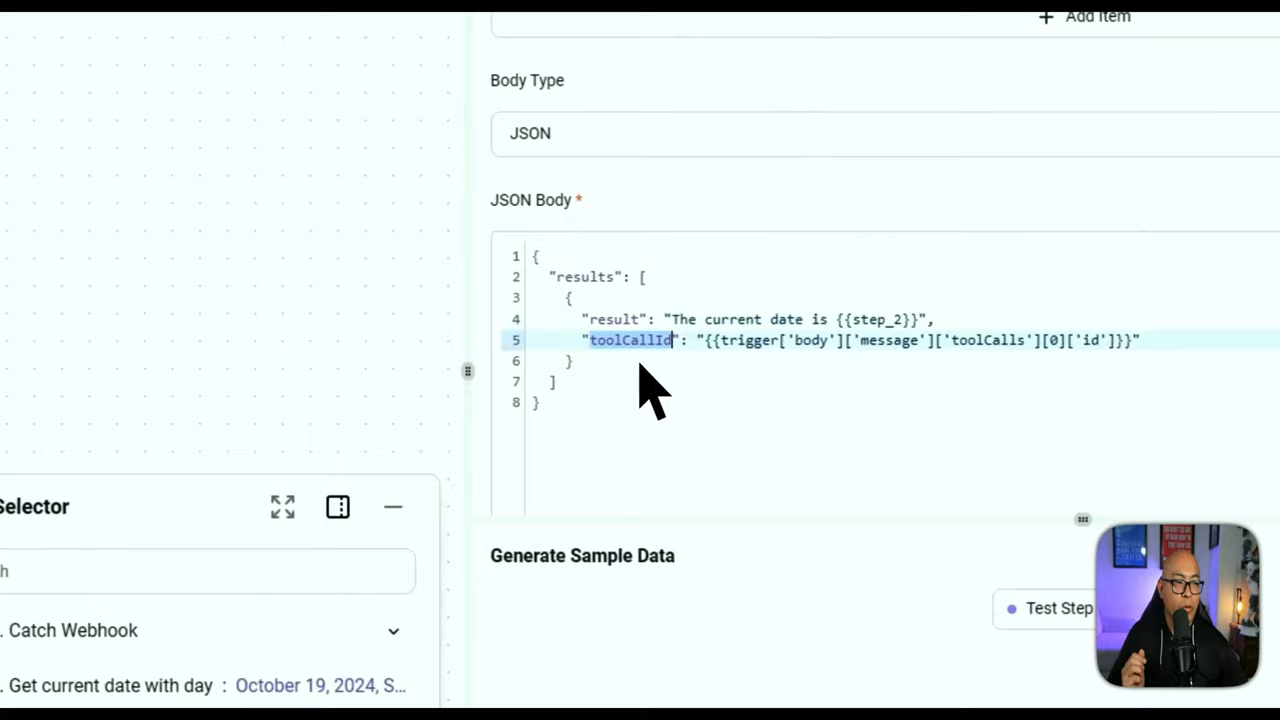 + Add Item
Body Type
JSON
JSON Body *
1 {
2 "results": [
3 {
4 "result": "The current date is {{step_2}}",
5 "toolCallId": "{{trigger['body']['message']['toolCalls'][0]['id']}}"
6 }
7 ]
8 }
Selector
h
. Catch Webhook
. Get current date with day : October 19, 2024, S...
Generate Sample Data
Test Step